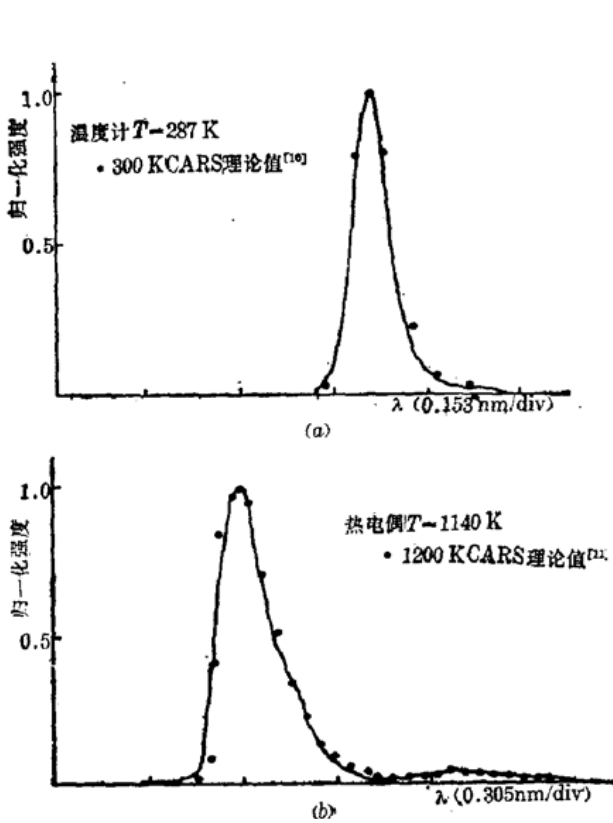 1.0
温度计T=287 K
• 300 KCARS理论值[10]
归一化强度
0.5
λ (0.153 nm/div)
(a)
1.0
热电偶T=1140 K
• 1200 KCARS理论值[11]
归一化强度
0.5
λ (0.305nm/div)
(b)